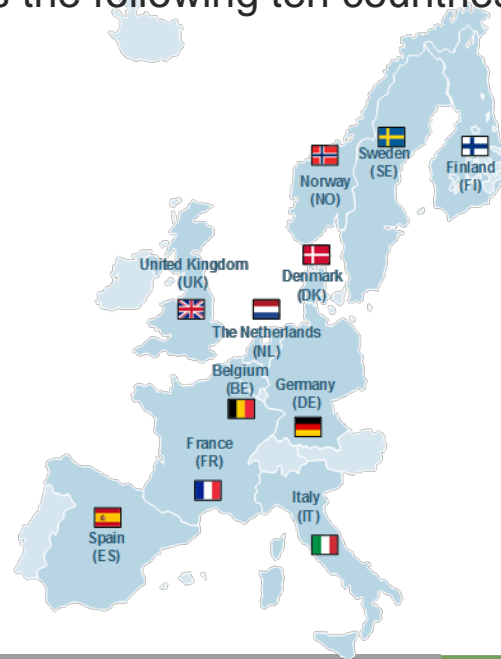 the following ten countries
Sweden
(SE)
Finland
(FI)
Norway
(NO)
United Kingdom
(UK)
Denmark
(DK)
The Netherlands
(NL)
Belgium
(BE)
Germany
(DE)
France
(FR)
Italy
(IT)
Spain
(ES)